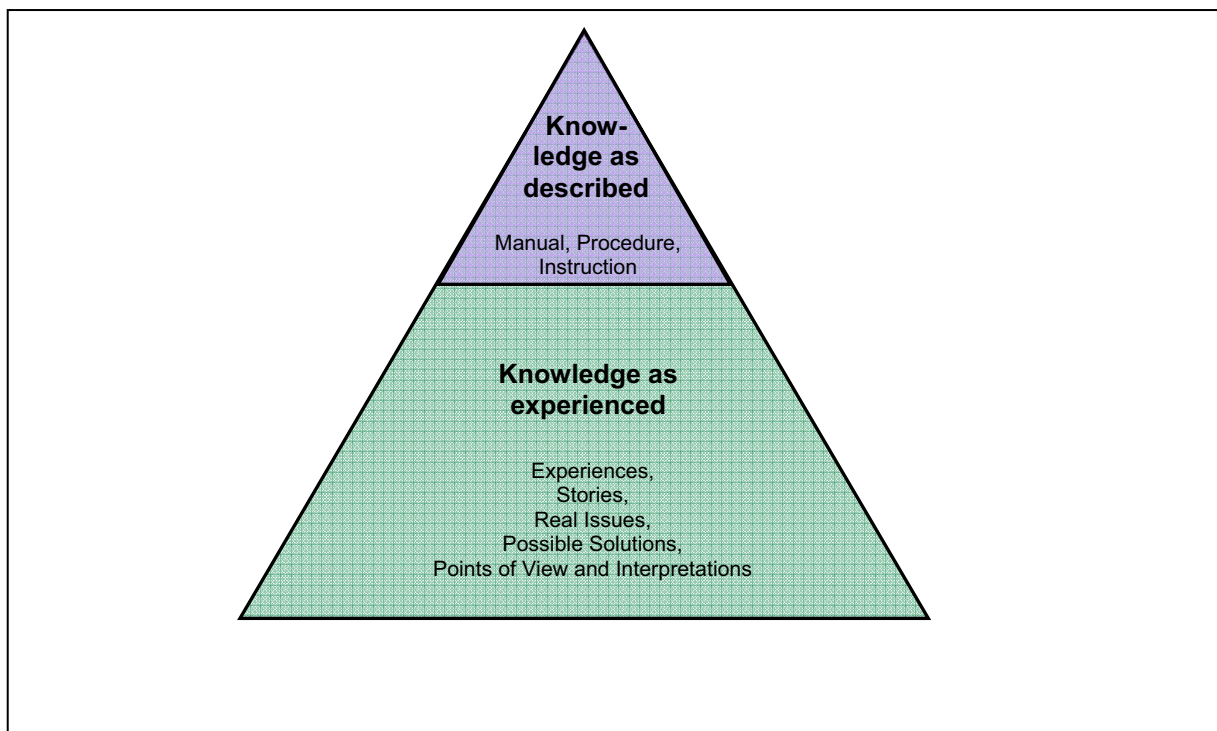 Know-
ledge as
described
Manual, Procedure,
Instruction
Knowledge as
experienced
Experiences,
Stories,
Real Issues,
Possible Solutions,
Points of View and Interpretations